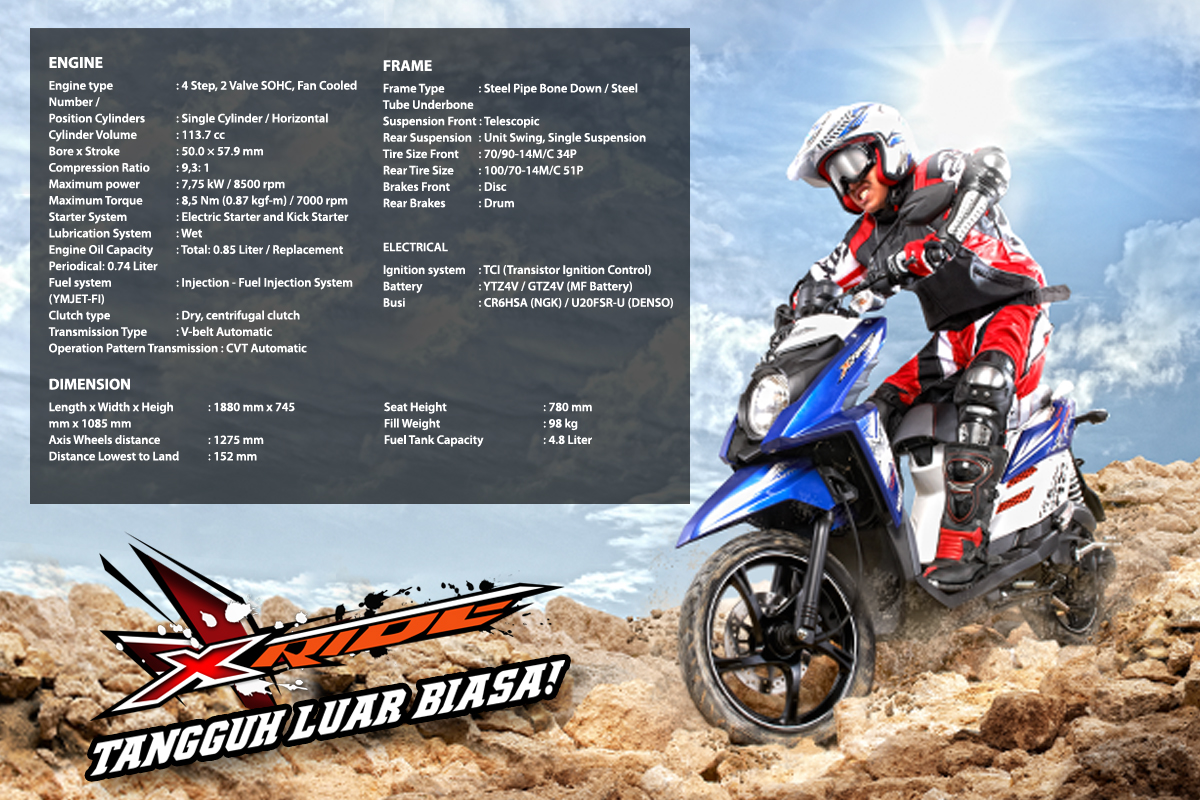 ENGINE
Engine type : 4 Step, 2 Valve SOHC, Fan Cooled
Number /
Position Cylinders : Single Cylinder / Horizontal
Cylinder Volume : 113.7 cc
Bore x Stroke : 50.0 × 57.9 mm
Compression Ratio : 9,3: 1
Maximum power : 7,75 kW / 8500 rpm
Maximum Torque : 8,5 Nm (0.87 kgf-m) / 7000 rpm
Starter System : Electric Starter and Kick Starter
Lubrication System : Wet
Engine Oil Capacity : Total: 0.85 Liter / Replacement
Periodical: 0.74 Liter
Fuel system : Injection - Fuel Injection System
(YMJET-FI)
Clutch type : Dry, centrifugal clutch
Transmission Type : V-belt Automatic
Operation Pattern Transmission : CVT Automatic
FRAME
Frame Type : Steel Pipe Bone Down / Steel
Tube Underbone
Suspension Front : Telescopic
Rear Suspension : Unit Swing, Single Suspension
Tire Size Front : 70/90-14M/C 34P
Rear Tire Size : 100/70-14M/C 51P
Brakes Front : Disc
Rear Brakes : Drum
ELECTRICAL
Ignition system : TCI (Transistor Ignition Control)
Battery : YTZ4V / GTZ4V (MF Battery)
Busi : CR6HSA (NGK) / U20FSR-U (DENSO)
DIMENSION
Length x Width x Heigh : 1880 mm x 745
mm x 1085 mm
Axis Wheels distance : 1275 mm
Distance Lowest to Land : 152 mm
Seat Height : 780 mm
Fill Weight : 98 kg
Fuel Tank Capacity : 4.8 Liter
X RIDE
TANGGUH LUAR BIASA!